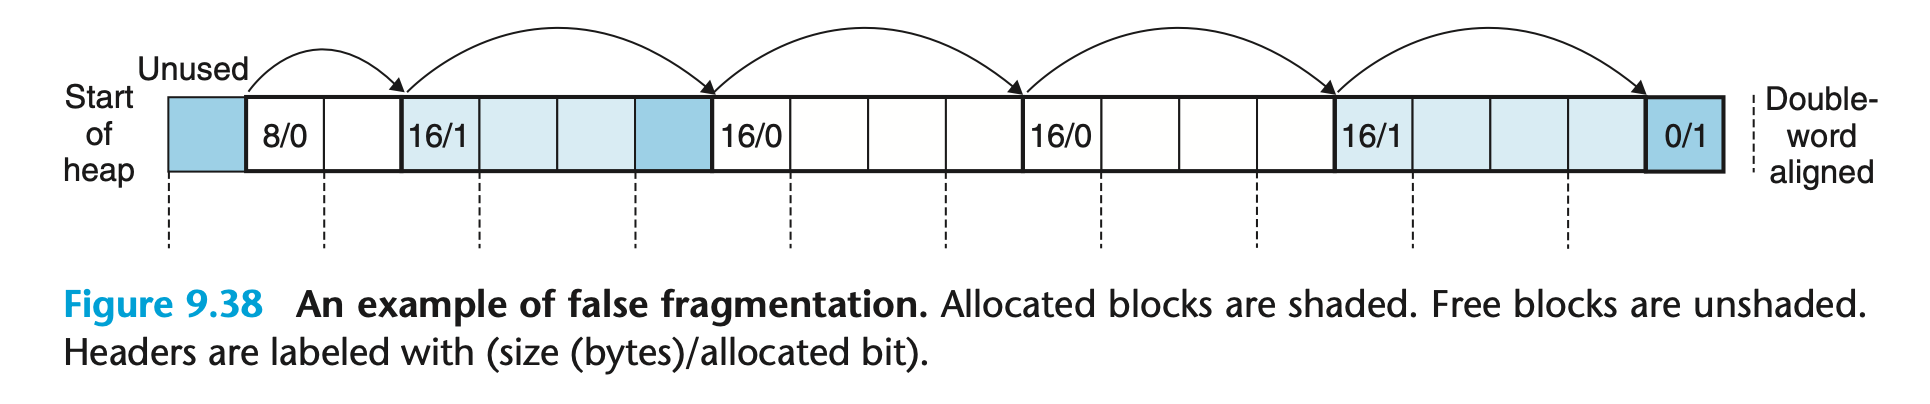 Unused
Start
of
heap
8/0
16/1
16/0
16/0
16/1
0/1
Double-
word
aligned
Figure 9.38 An example of false fragmentation. Allocated blocks are shaded. Free blocks are unshaded.
Headers are labeled with (size (bytes)/allocated bit).